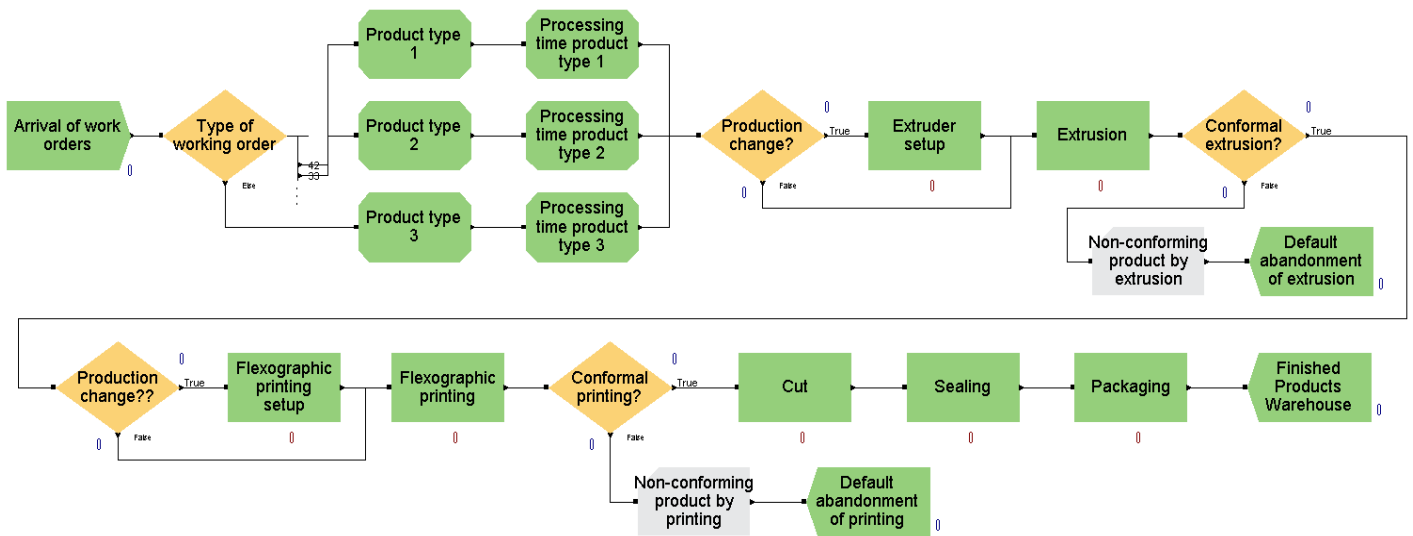 Arrival of work
orders
0
Type of
working order
42
33
Else
Product type
1
Processing
time product
type 1
Product type
2
Processing
time product
type 2
Product type
3
Processing
time product
type 3
Production
change?
0
True
0
False
Extruder
setup
0
Extrusion
0
Conformal
extrusion?
0
True
0
False
Non-conforming
product by
extrusion
Default
abandonment
of extrusion
0
Production
change??
0
True
0
False
Flexographic
printing
setup
0
Flexographic
printing
0
Conformal
printing?
0
True
0
False
Non-conforming
product by
printing
Default
abandonment
of printing
0
Cut
0
Sealing
0
Packaging
0
Finished
Products
Warehouse
0